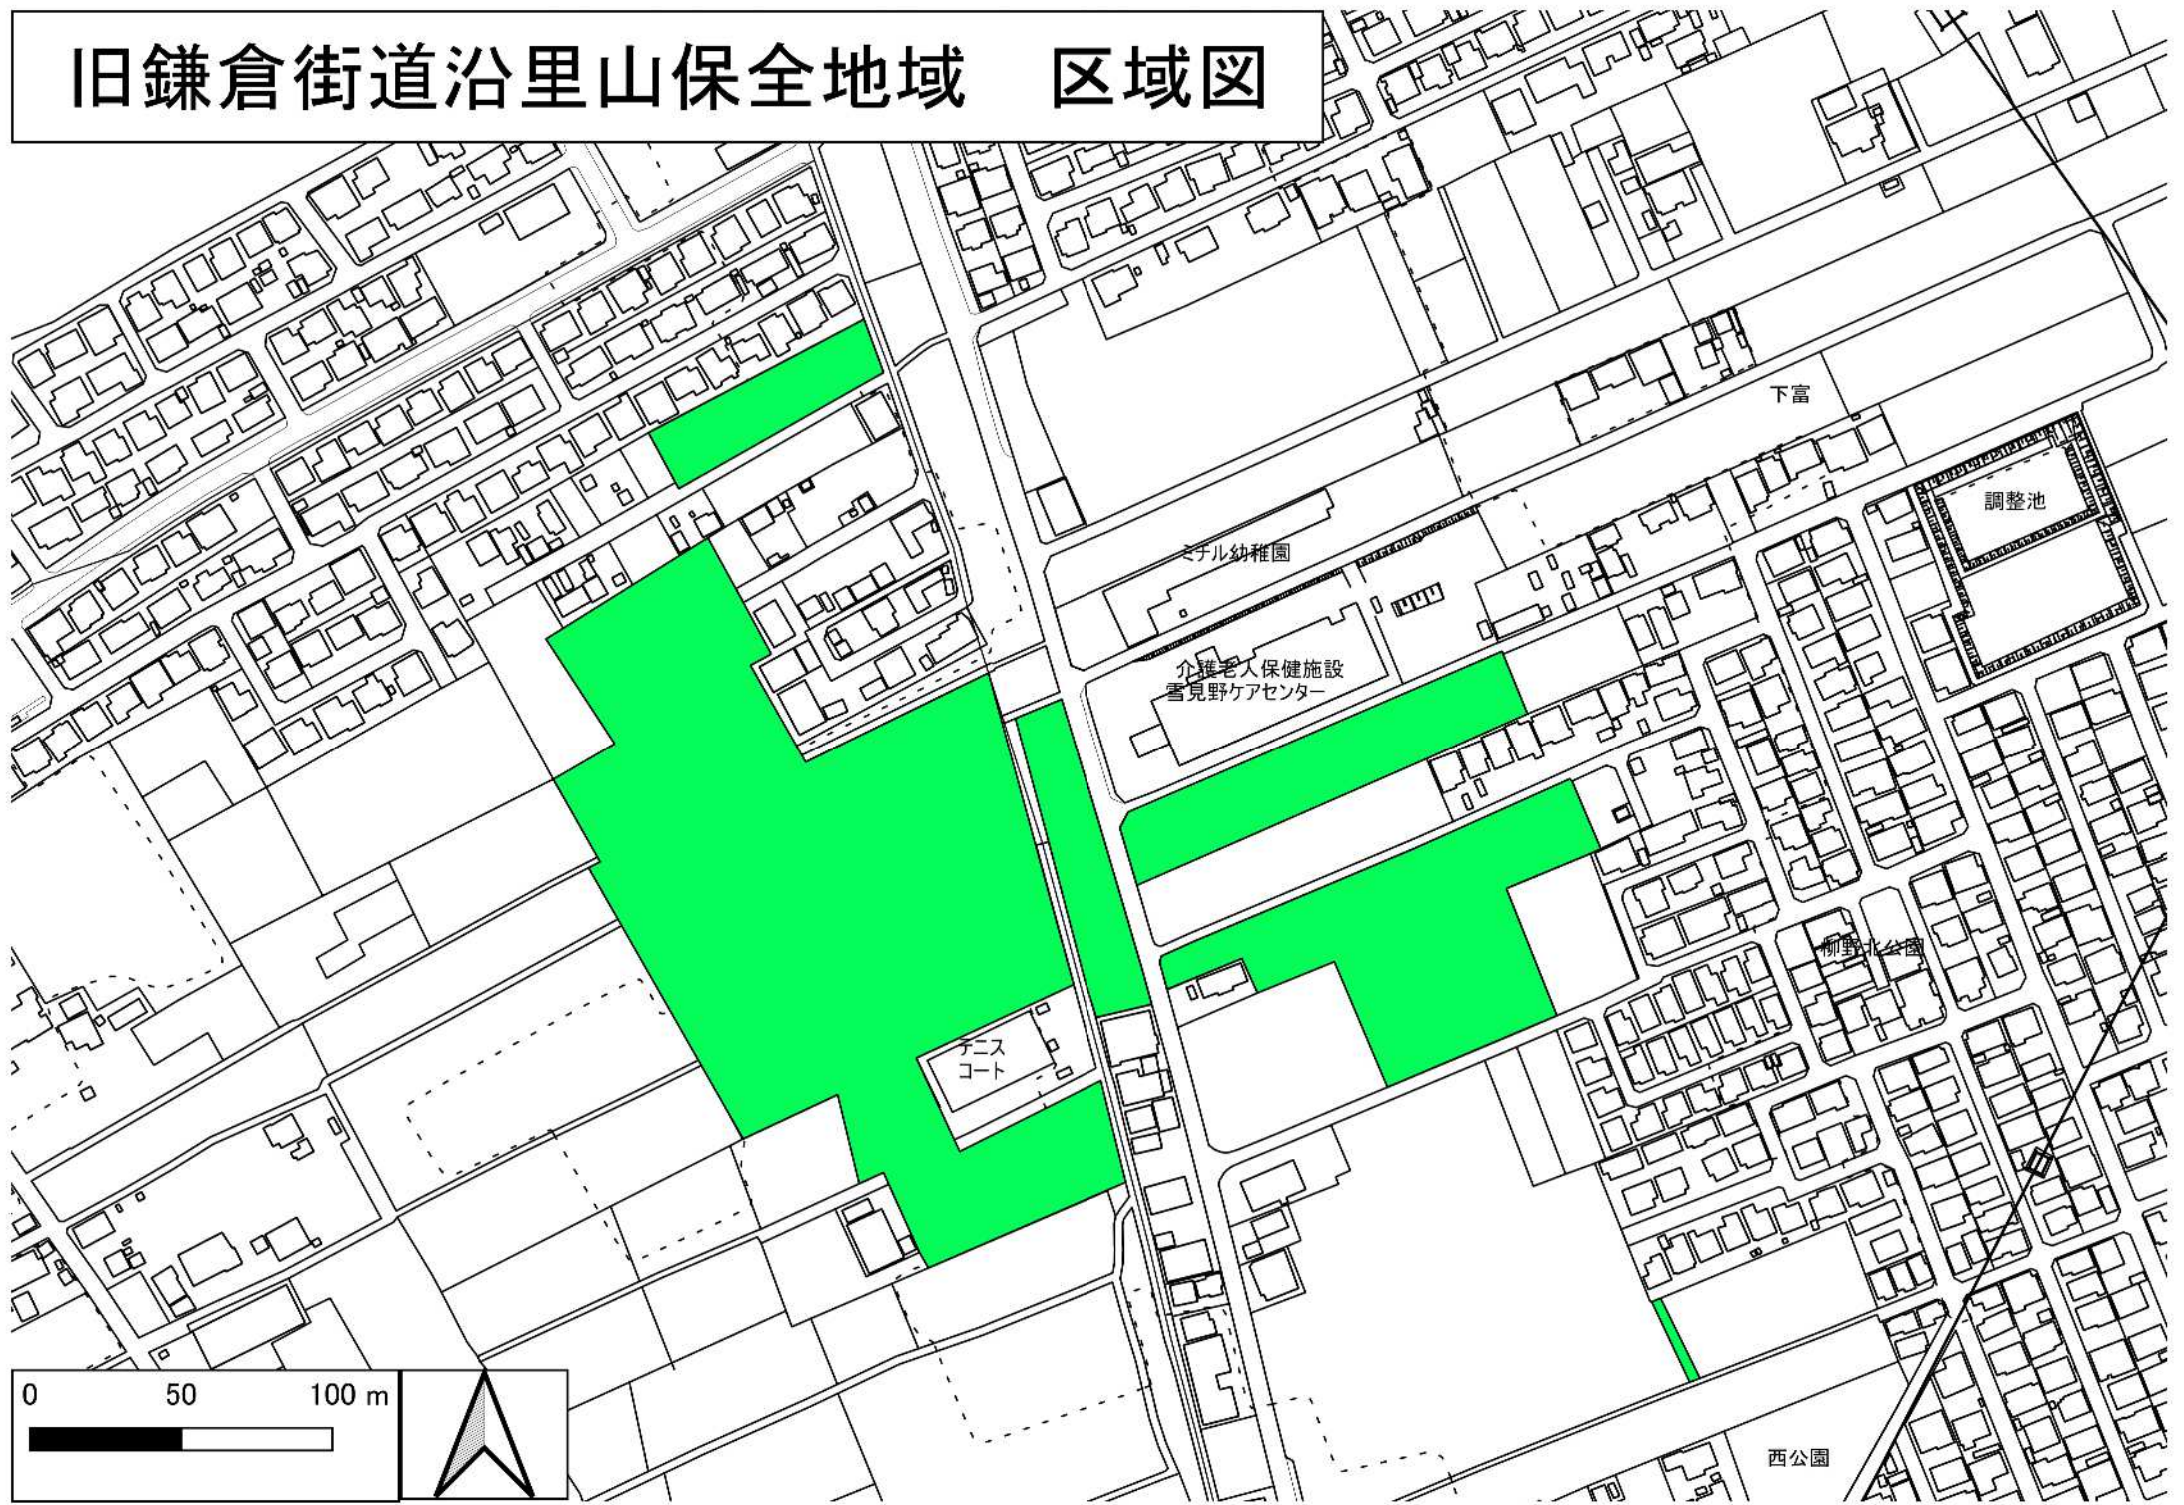 旧鎌倉街道沿里山保全地域　区域図
下富
調整池
ミチル幼稚園
介護老人保健施設
雪見野ケアセンター
柳野北公園
テニス
コート
0 50 100 m
西公園